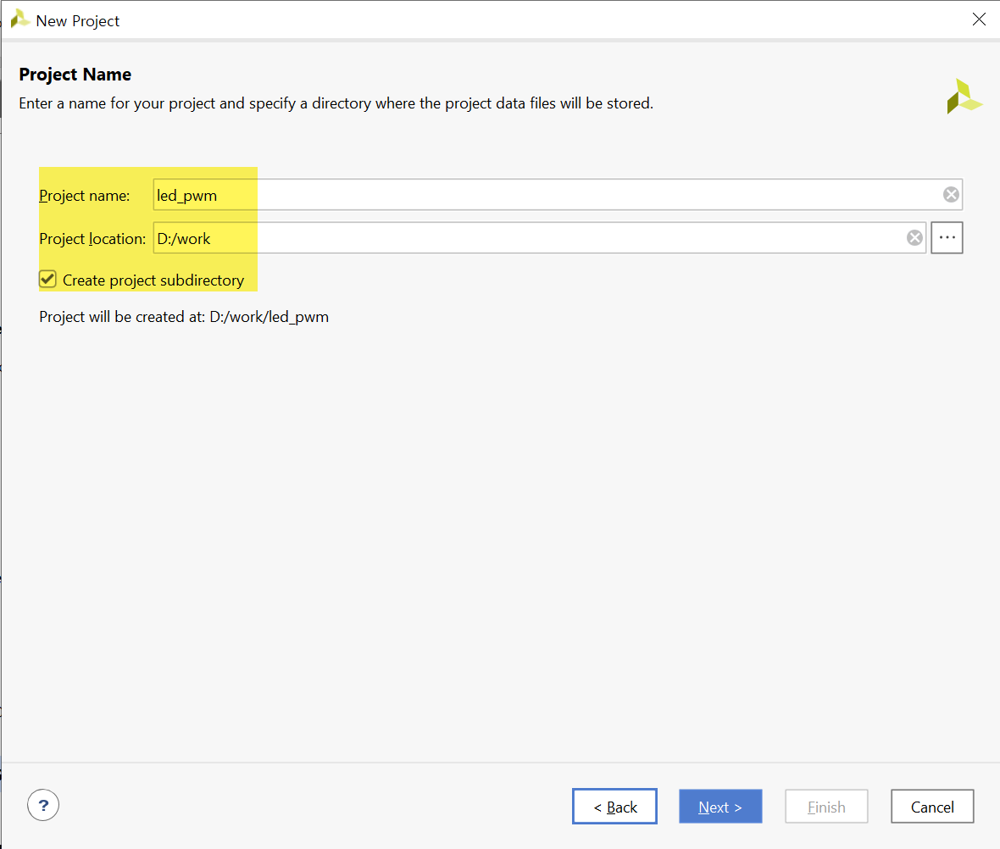 New Project
Project Name
Enter a name for your project and specify a directory where the project data files will be stored.
Project name: led_pwm
Project location: D:/work
...
Create project subdirectory
Project will be created at: D:/work/led_pwm
?
< Back
Next >
Finish
Cancel